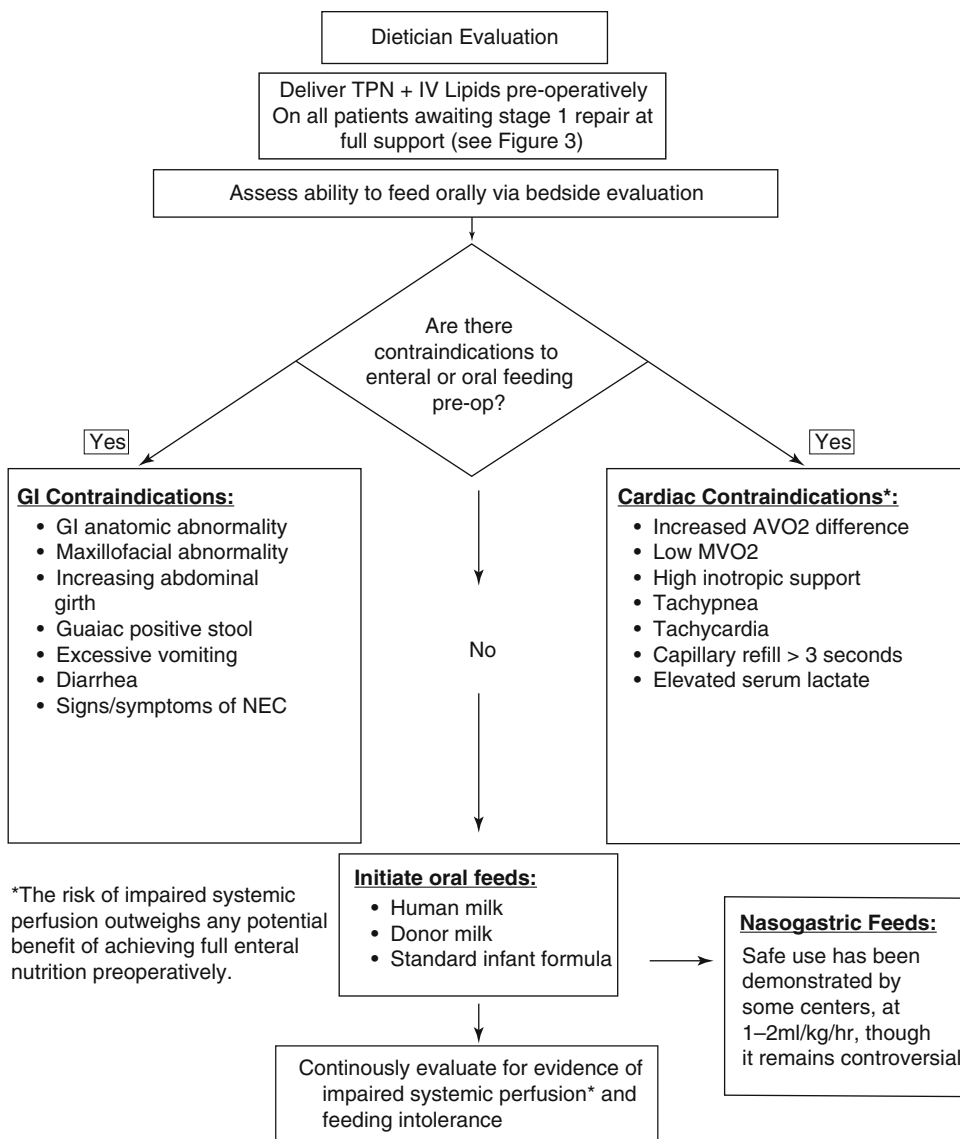 Dietician Evaluation
Deliver TPN + IV Lipids pre-operatively
On all patients awaiting stage 1 repair at
full support (see Figure 3)
Assess ability to feed orally via bedside evaluation
Are there
contraindications to
enteral or oral feeding
pre-op?
Yes
Yes
GI Contraindications:
• GI anatomic abnormality
• Maxillofacial abnormality
• Increasing abdominal
girth
• Guaiac positive stool
• Excessive vomiting
• Diarrhea
• Signs/symptoms of NEC
No
Cardiac Contraindications*:
• Increased AVO2 difference
• Low MVO2
• High inotropic support
• Tachypnea
• Tachycardia
• Capillary refill > 3 seconds
• Elevated serum lactate
*The risk of impaired systemic
perfusion outweighs any potential
benefit of achieving full enteral
nutrition preoperatively.
Initiate oral feeds:
• Human milk
• Donor milk
• Standard infant formula
Nasogastric Feeds:
Safe use has been
demonstrated by
some centers, at
1–2ml/kg/hr, though
it remains controversial
Continously evaluate for evidence of
impaired systemic perfusion* and
feeding intolerance